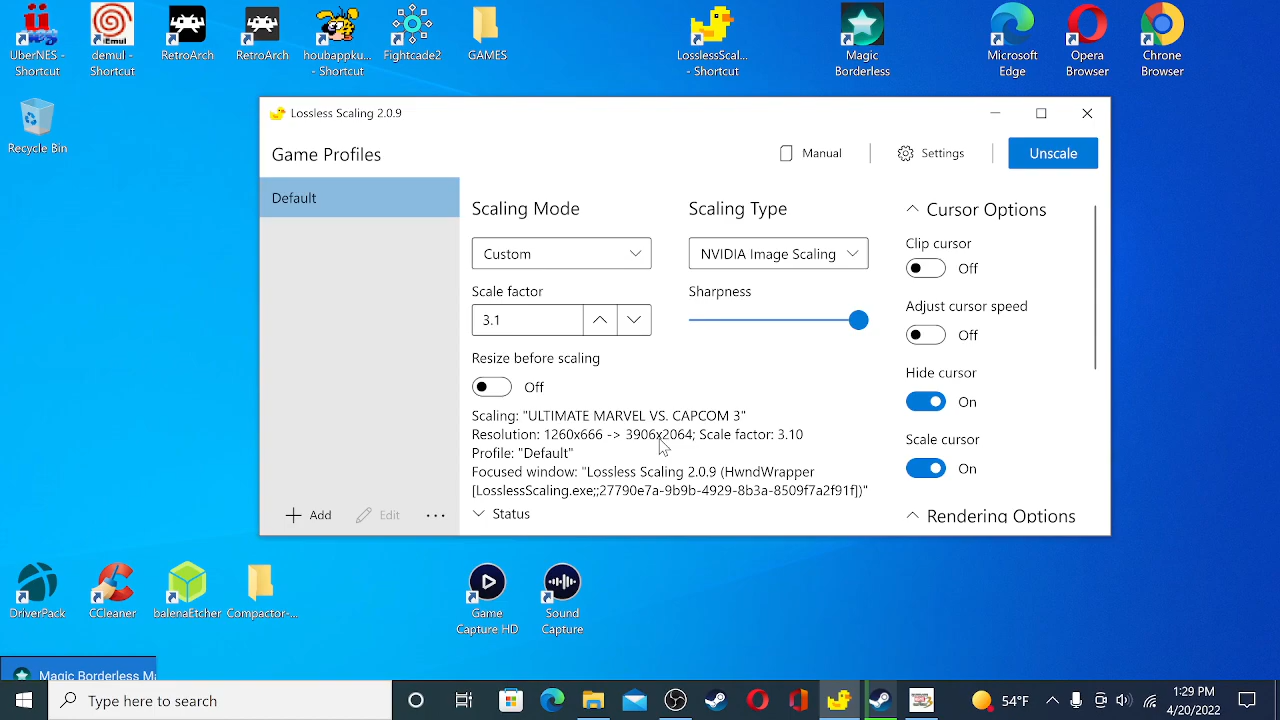 UberNES -
Shortcut
demul -
Shortcut
RetroArch
RetroArch
houbappku...
- Shortcut
Fightcade2
GAMES
LosslessScal...
- Shortcut
Magic
Borderless
Microsoft
Edge
Opera
Browser
Chrome
Browser
Recycle Bin
Lossless Scaling 2.0.9
Game Profiles
Manual
Settings
Unscale
Default
Scaling Mode
Custom
Scale factor
3.1
Resize before scaling
Off
Scaling Type
NVIDIA Image Scaling
Sharpness
Scaling: "ULTIMATE MARVEL VS. CAPCOM 3"
Resolution: 1260x666 -> 3906x2064; Scale factor: 3.10
Profile: "Default"
Focused window: "Lossless Scaling 2.0.9 (HwndWrapper
[LosslessScaling.exe;;27790e7a-9b9b-4929-8b3a-8509f7a2f91f])"
Status
Cursor Options
Clip cursor
Off
Adjust cursor speed
Off
Hide cursor
On
Scale cursor
On
Rendering Options
Add
Edit
DriverPack
CCleaner
balenaEtcher
Compactor-...
Game
Capture HD
Sound
Capture
Magic Borderless Ma
Type here to search
54°F
1:29 PM
4/20/2022